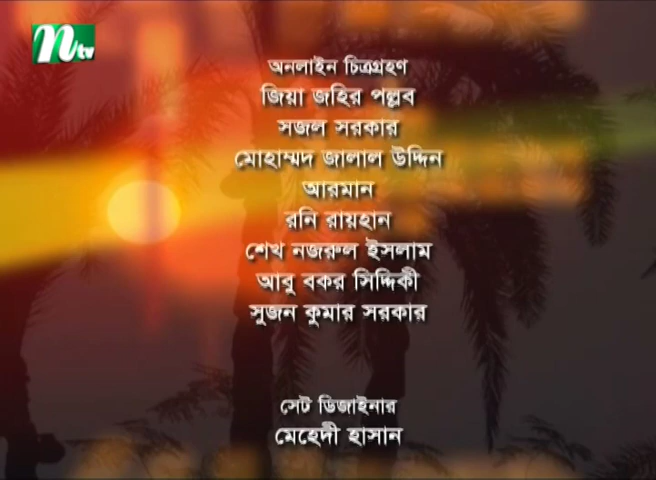 ntv
অনলাইন চিত্রগ্রহণ
জিয়া জহির পল্লব
সজল সরকার
মোহাম্মদ জালাল উদ্দিন
আরমান
রনি রায়হান
শেখ নজরুল ইসলাম
আবু বকর সিদ্দিকী
সুজন কুমার সরকার
সেট ডিজাইনার
মেহেদী হাসান